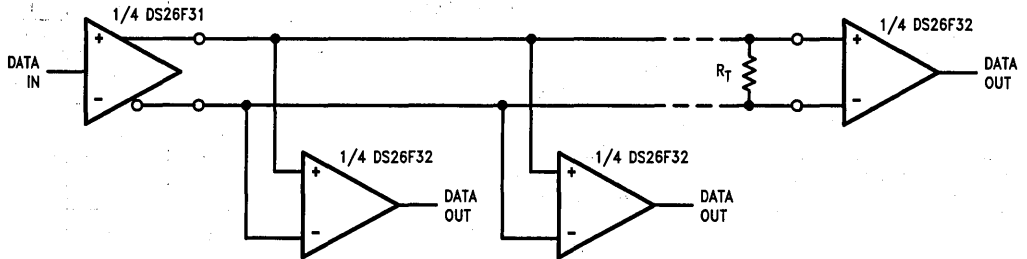 1/4 DS26F31
1/4 DS26F32
DATA
IN
+
−
R_T
+
−
DATA
OUT
1/4 DS26F32
+
−
DATA
OUT
1/4 DS26F32
+
−
DATA
OUT